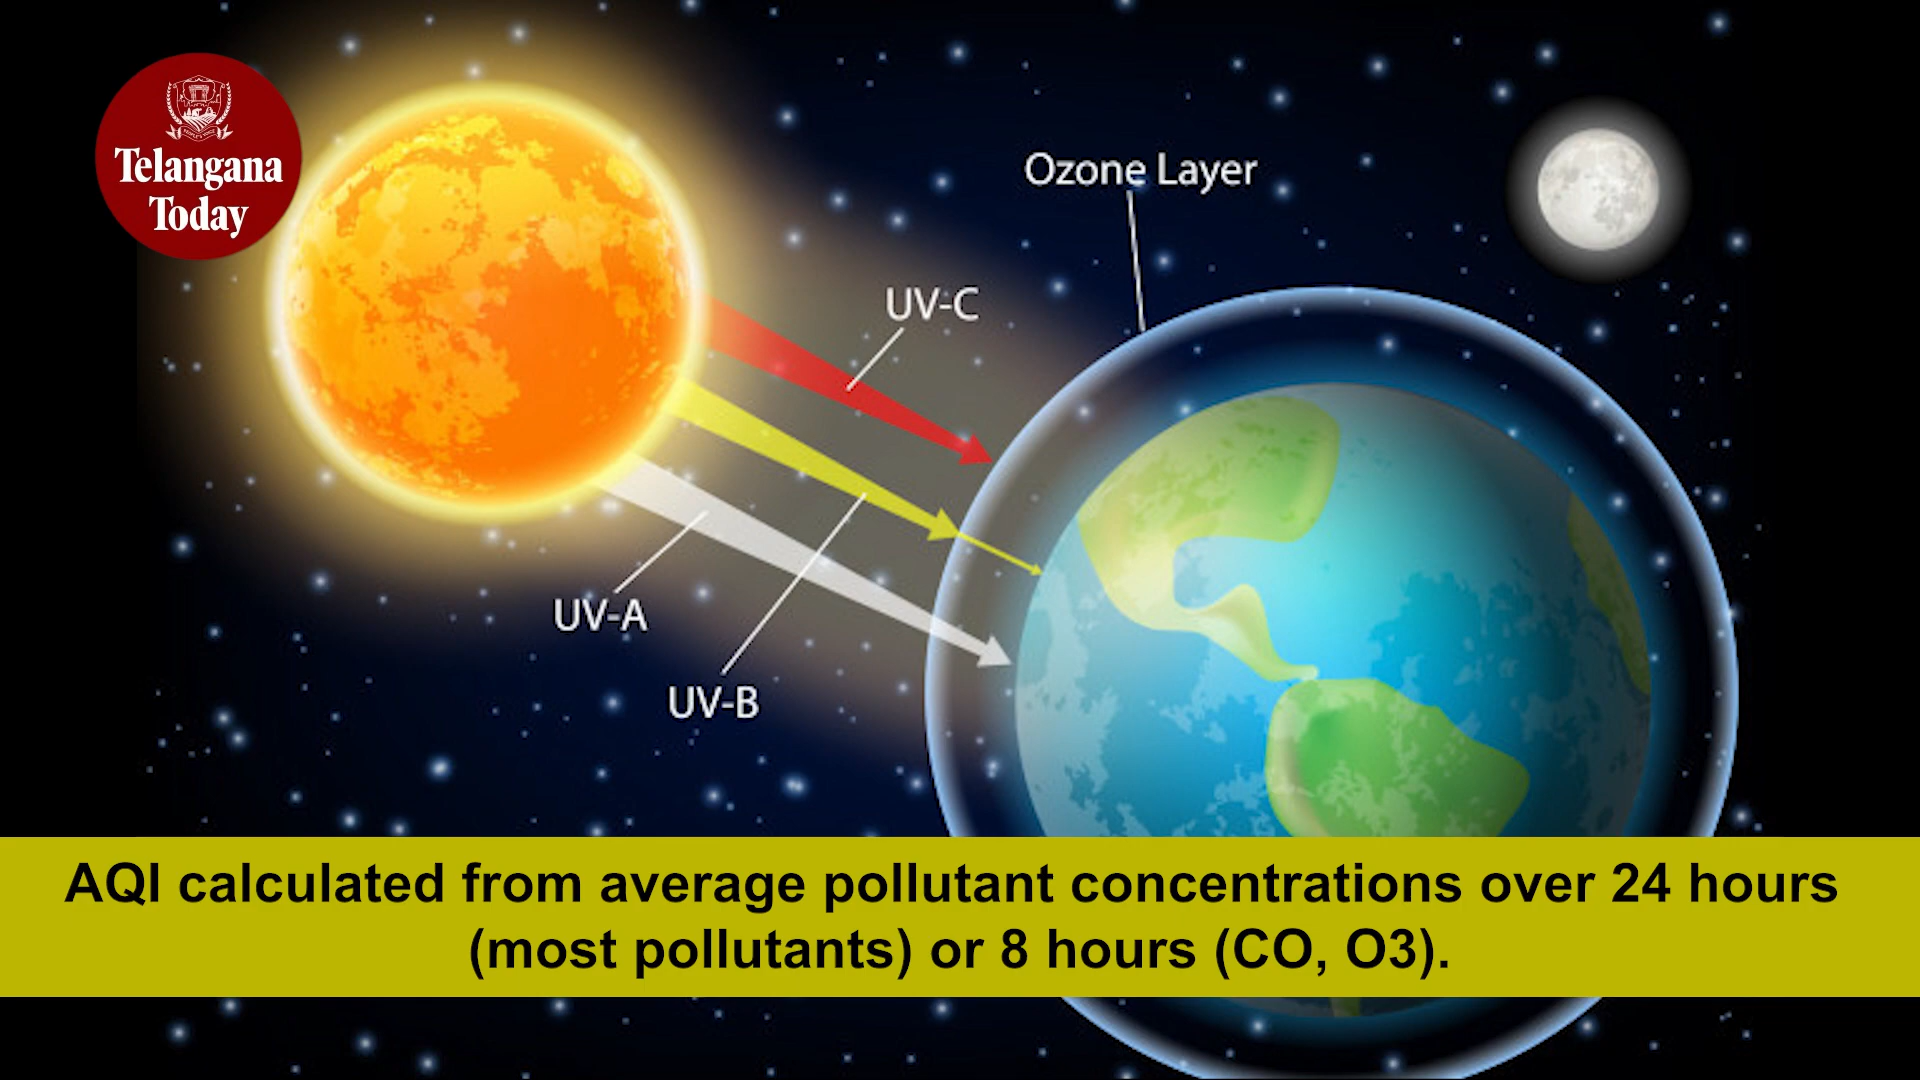 Telangana
Today
Ozone Layer
UV-C
UV-A
UV-B
AQI calculated from average pollutant concentrations over 24 hours
(most pollutants) or 8 hours (CO, O3).